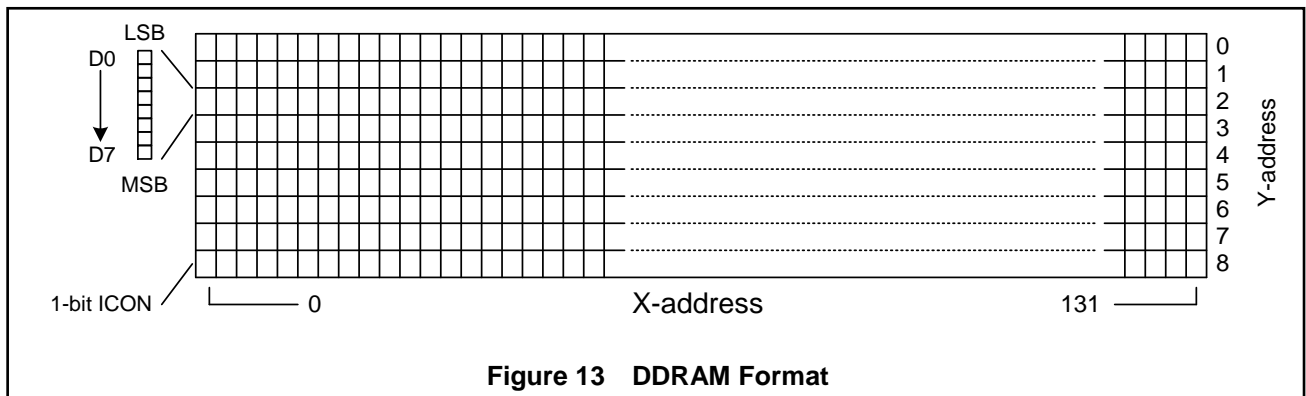 LSB
D0
D7
MSB
0
1
2
3
4
5
6
7
8
Y-address
1-bit ICON
0
X-address
131
Figure 13 DDRAM Format